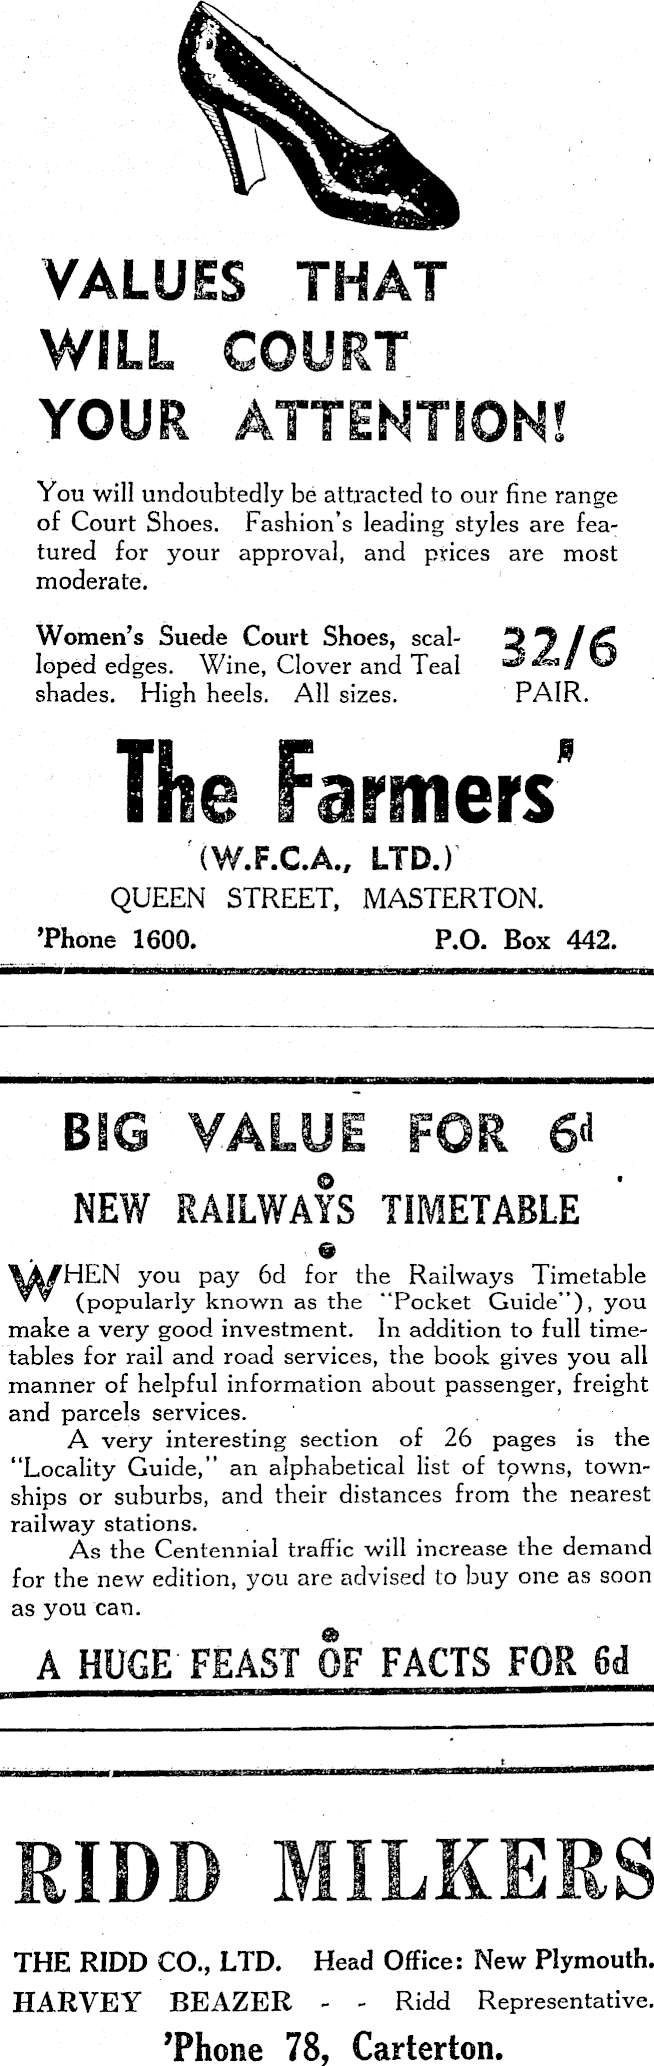 VALUES THAT
WILL COURT
YOUR ATTENTION!
You will undoubtedly be attracted to our fine range
of Court Shoes. Fashion's leading styles are fea-
tured for your approval, and prices are most
moderate.
Women's Suede Court Shoes, scal-
loped edges. Wine, Clover and Teal
shades. High heels. All sizes.
32/6
PAIR.
The Farmers'
(W.F.C.A., LTD.)
QUEEN STREET, MASTERTON.
'Phone 1600. P.O. Box 442.
BIG VALUE FOR 6d
NEW RAILWAYS TIMETABLE
WHEN you pay 6d for the Railways Timetable
(popularly known as the "Pocket Guide"), you
make a very good investment. In addition to full time-
tables for rail and road services, the book gives you all
manner of helpful information about passenger, freight
and parcels services.
A very interesting section of 26 pages is the
"Locality Guide," an alphabetical list of towns, town-
ships or suburbs, and their distances from the nearest
railway stations.
As the Centennial traffic will increase the demand
for the new edition, you are advised to buy one as soon
as you can.
A HUGE FEAST OF FACTS FOR 6d
RIDD MILKERS
THE RIDD CO., LTD. Head Office: New Plymouth.
HARVEY BEAZER - - Ridd Representative.
'Phone 78, Carterton.